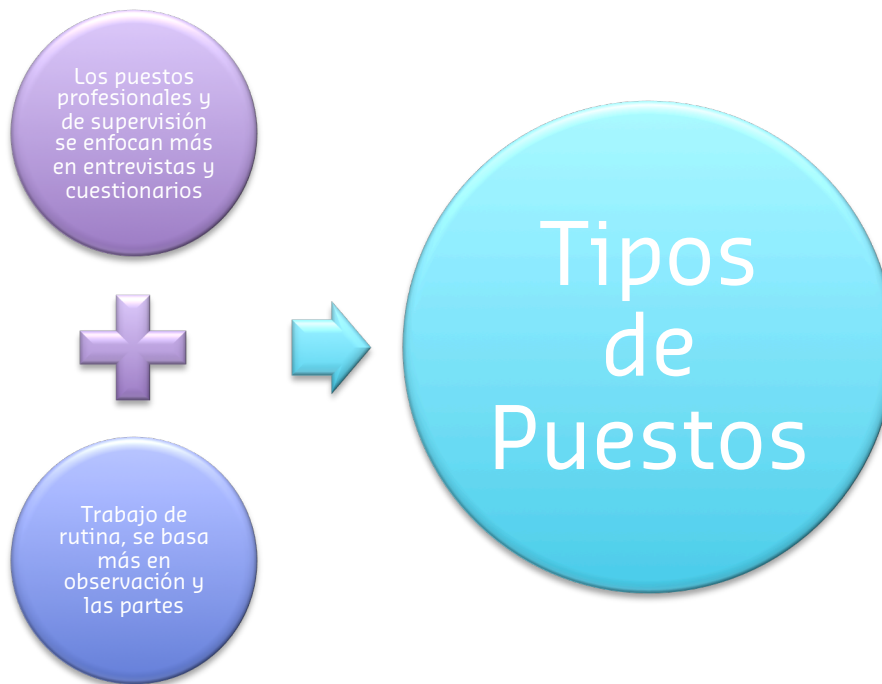 Los puestos
profesionales y
de supervisión
se enfocan más
en entrevistas y
cuestionarios
Trabajo de
rutina, se basa
más en
observación y
las partes
Tipos
de
Puestos